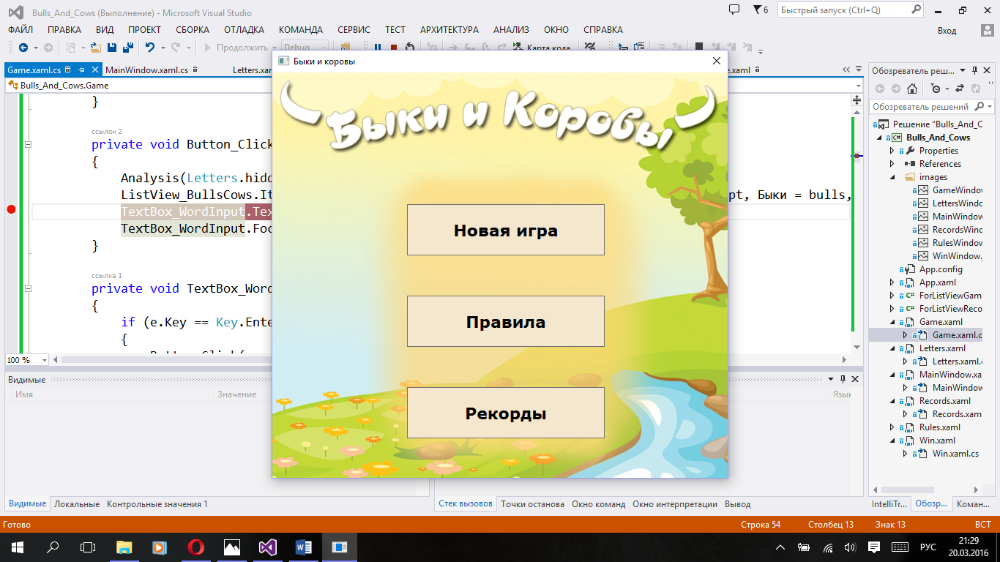 Bulls_And_Cows (Выполнение) - Microsoft Visual Studio
6
Быстрый запуск (Ctrl+Q)
ФАЙЛ ПРАВКА ВИД ПРОЕКТ СБОРКА ОТЛАДКА КОМАНДА СЕРВИС ТЕСТ АРХИТЕКТУРА АНАЛИЗ ОКНО СПРАВКА
Вход
Продолжить Debug Карта кода
Game.xaml.cs MainWindow.xaml.cs
Быки и коровы
Bulls_And_Cows.Game
Быки и Коровы
}
ссылок 2
private void Button_Click
{
Analysis(Letters.hidd
ListView_BullsCows.It pt, Быки = bulls,
TextBox_WordInput.Tex
TextBox_WordInput.Foc
}
ссылка 1
private void TextBox_Word
{
if (e.Key == Key.Ente
{
Новая игра
Правила
Рекорды
100 %
Видимые
Имя Значение
Видимые Локальные Контрольные значения 1
Стек вызовов Точки останова Окно команд Окно интерпретации Вывод
Обозреватель реш...
Обозреватель решений
Решение "Bulls_And_C
Bulls_And_Cows
Properties
References
images
GameWindow
LettersWindo
MainWindow
RecordsWind
RulesWindow
WinWindow.
App.config
App.xaml
ForListViewGam
ForListViewReco
Game.xaml
Game.xaml.c
Letters.xaml
Letters.xaml.
MainWindow.xa
MainWindow
Records.xaml
Records.xam
Rules.xaml
Win.xaml
Win.xaml.cs
IntelliTr... Обозр... Коман...
Готово
Строка 54 Столбец 13 Знак 13 ВСТ
РУС
21:29
20.03.2016